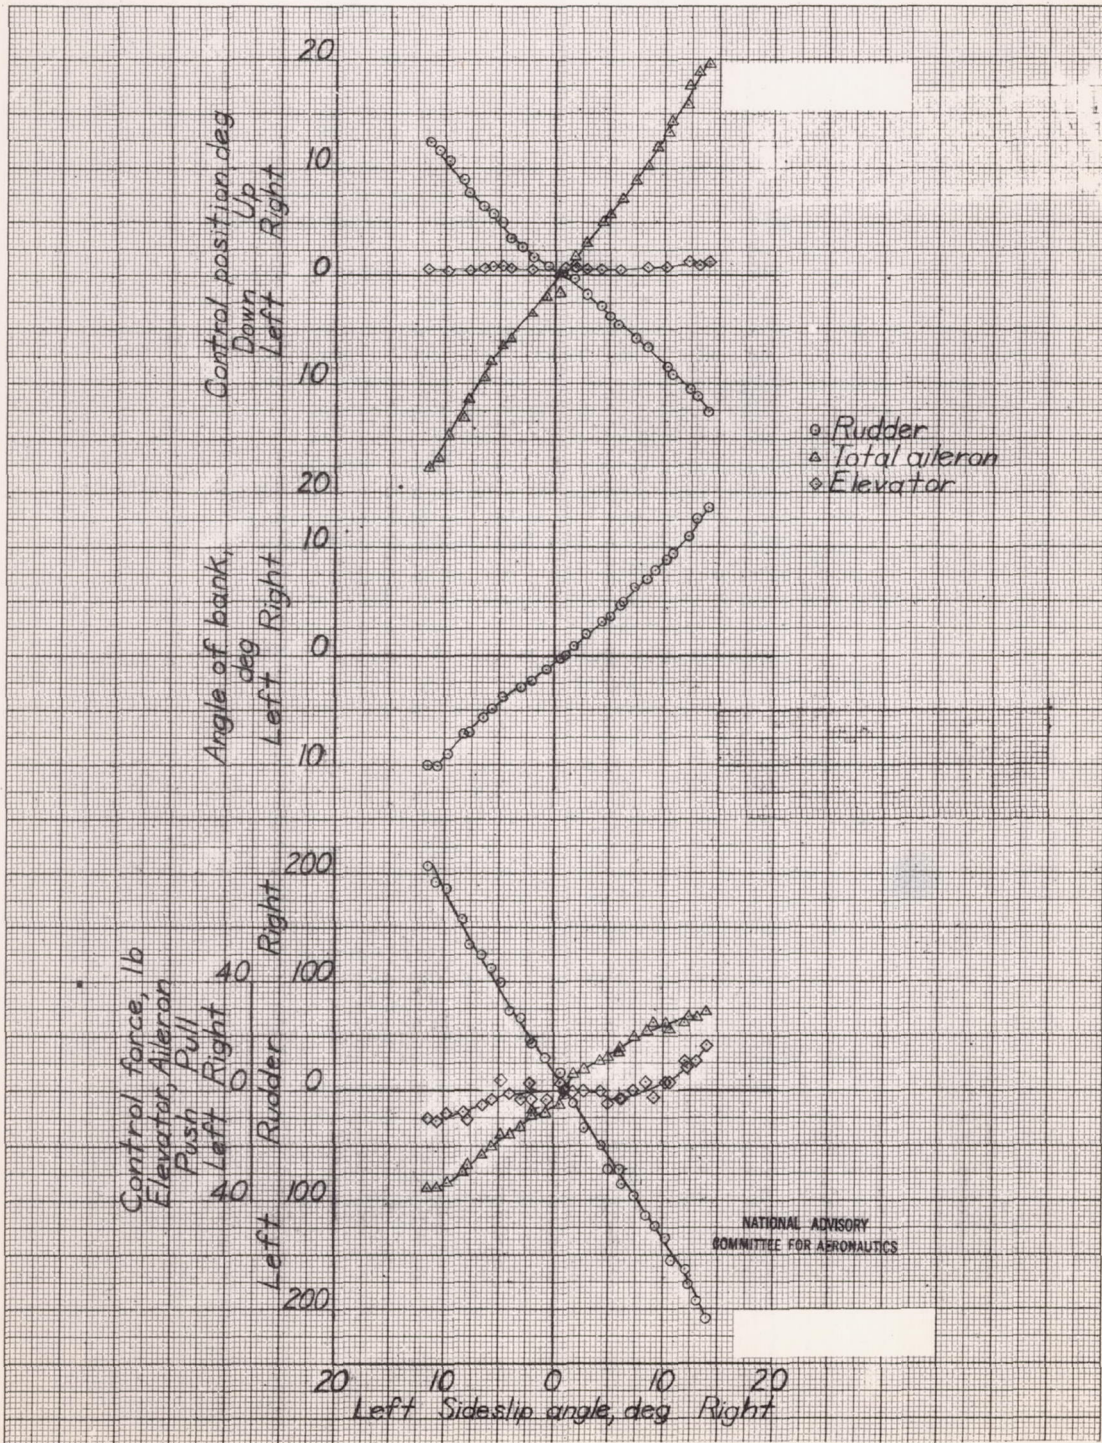 20
10
0
10
20
Control position, deg
Down Up
Left Right
Rudder
Total aileron
Elevator
10
0
10
Angle of bank,
deg
Left Right
200
100
0
100
200
40
0
40
Control force, lb
Elevator, Aileron
Push Pull
Left Right
Rudder
Left Right
NATIONAL ADVISORY
COMMITTEE FOR AERONAUTICS
20 10 0 10 20
Left Sideslip angle, deg Right